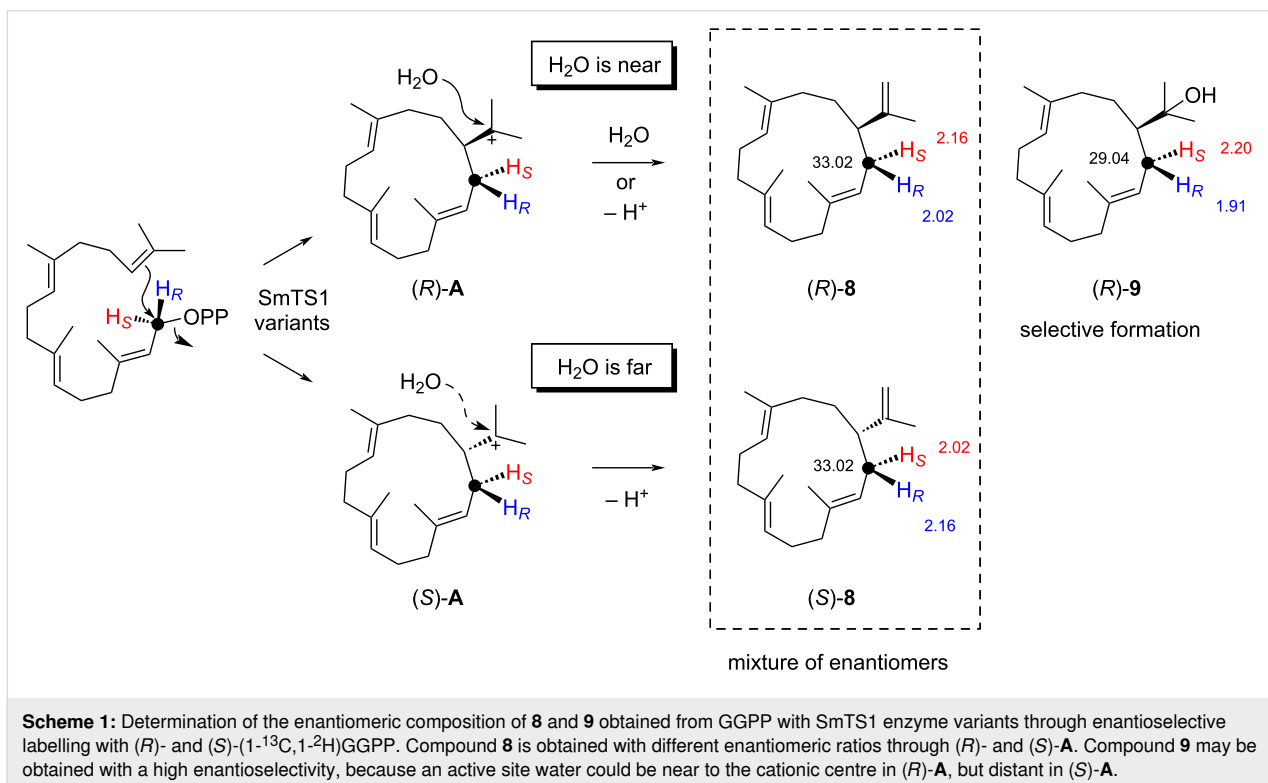 H2O
H2O is near
H2O
or
– H+
HS
HR
(R)-A
33.02
HS
2.16
HR
2.02
(R)-8
OH
29.04
HS
2.20
HR
1.91
(R)-9
selective formation
HR
HS
OPP
SmTS1
variants
H2O is far
H2O
HS
HR
– H+
(S)-A
33.02
HS
2.02
HR
2.16
(S)-8
mixture of enantiomers
Scheme 1: Determination of the enantiomeric composition of 8 and 9 obtained from GGPP with SmTS1 enzyme variants through enantioselective
labelling with (R)- and (S)-(1-13C,1-2H)GGPP. Compound 8 is obtained with different enantiomeric ratios through (R)- and (S)-A. Compound 9 may be
obtained with a high enantioselectivity, because an active site water could be near to the cationic centre in (R)-A, but distant in (S)-A.